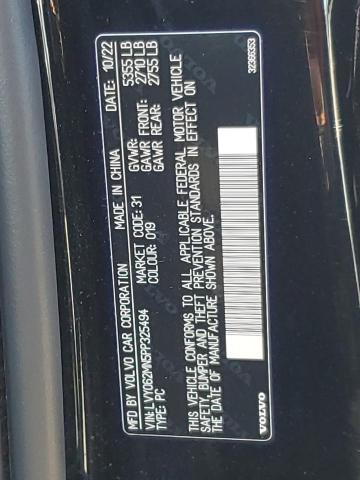 MFD BY VOLVO CAR CORPORATION MADE IN CHINA DATE: 10/22
VIN: LVY062MN5PP325494 MARKET CODE: 31 GVWR: 5355 LB
TYPE: PC COLOUR: 019 GAWR FRONT: 2710 LB
GAWR REAR: 2755 LB
THIS VEHICLE CONFORMS TO ALL APPLICABLE FEDERAL MOTOR VEHICLE
SAFETY, BUMPER AND THEFT PREVENTION STANDARDS IN EFFECT ON
THE DATE OF MANUFACTURE SHOWN ABOVE.
VOLVO 32366363